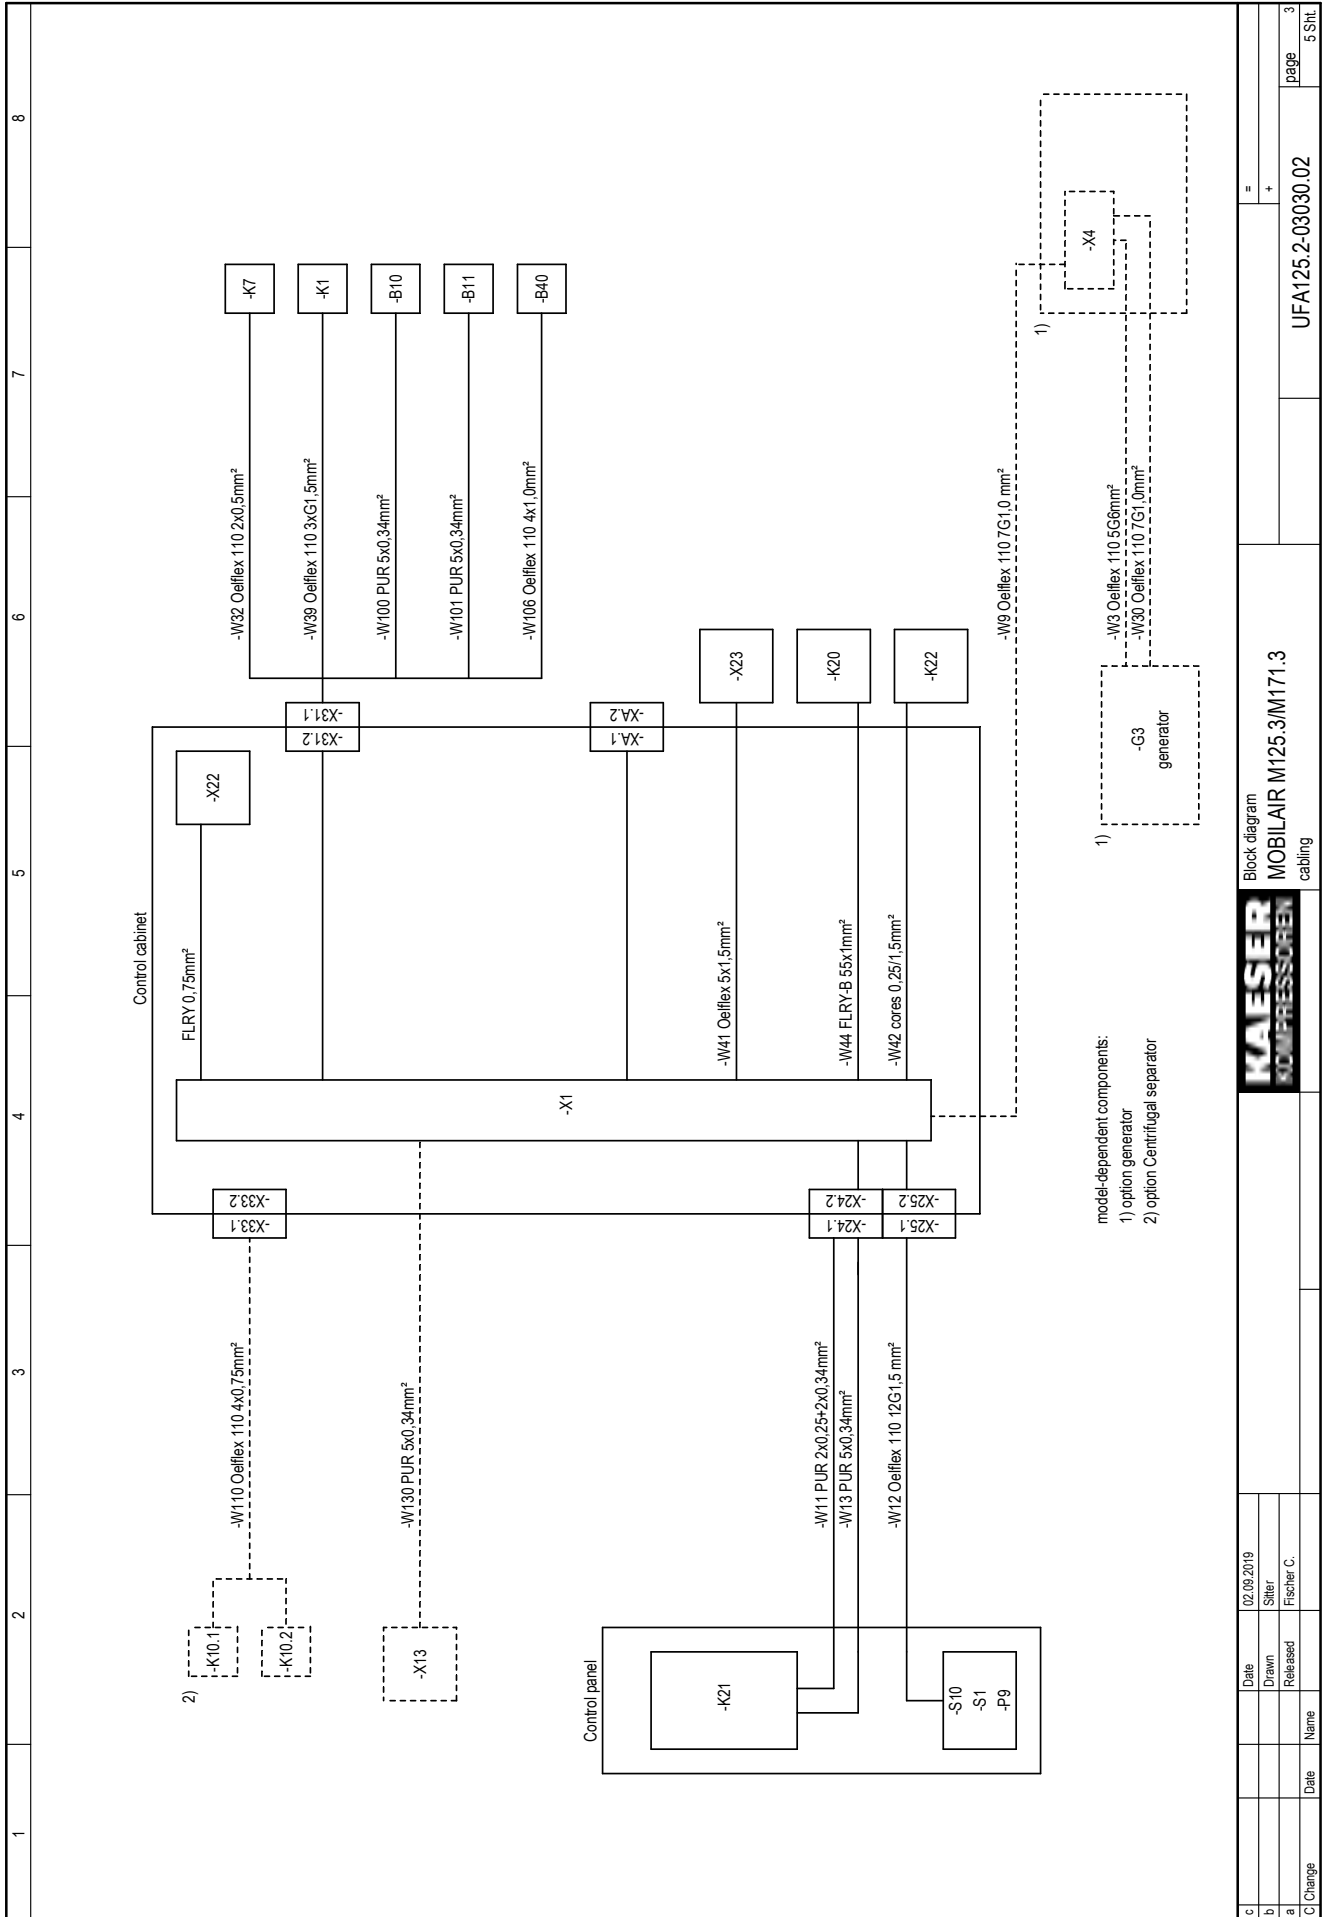 1
2
3
4
5
6
7
8
Control cabinet
FLRY 0,75mm²
-X22
-X1
-X33.1
-X33.2
-X31.2
-X31.1
-XA.1
-XA.2
-X24.1
-X24.2
-X25.1
-X25.2
-W32 Oelflex 110 2x0,5mm²
-K7
-W39 Oelflex 110 3xG1,5mm²
-K1
-W100 PUR 5x0,34mm²
-B10
-W101 PUR 5x0,34mm²
-B11
-W106 Oelflex 110 4x1,0mm²
-B40
-W41 Oelflex 5x1,5mm²
-X23
-W44 FLRY-B 55x1mm²
-K20
-W42 cores 0,25/1,5mm²
-K22
2)
-K10.1
-K10.2
-W110 Oelflex 110 4x0,75mm²
-X13
-W130 PUR 5x0,34mm²
Control panel
-K21
-W11 PUR 2x0,25+2x0,34mm²
-W13 PUR 5x0,34mm²
-W12 Oelflex 110 12G1,5 mm²
-S10
-S1
-P9
-W9 Oelflex 110 7G1,0 mm²
1)
-X4
-W3 Oelflex 110 5G6mm²
-W30 Oelflex 110 7G1,0mm²
1)
-G3
generator
model-dependent components:
1) option generator
2) option Centrifugal separator
c
b
a
C Change
Date
Name
Date
02.09.2019
Drawn
Sitter
Released
Fischer C.
KAESER
KOMPRESSOREN
Block diagram
MOBILAIR M125.3/M171.3
cabling
=
+
UFA125.2-03030.02
page
3
5 Sht.